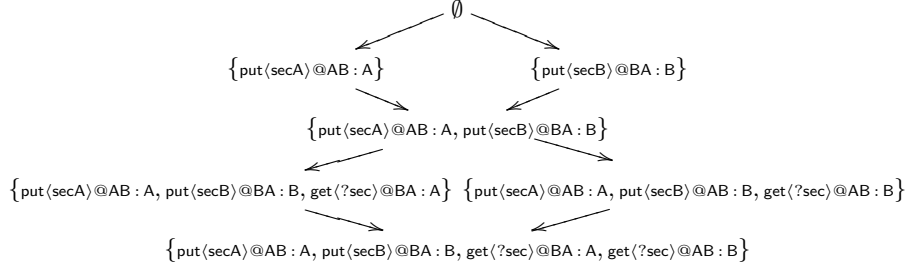 ∅
{put⟨secA⟩@AB : A} {put⟨secB⟩@BA : B}
{put⟨secA⟩@AB : A, put⟨secB⟩@BA : B}
{put⟨secA⟩@AB : A, put⟨secB⟩@BA : B, get⟨?sec⟩@BA : A} {put⟨secA⟩@AB : A, put⟨secB⟩@AB : B, get⟨?sec⟩@AB : B}
{put⟨secA⟩@AB : A, put⟨secB⟩@BA : B, get⟨?sec⟩@BA : A, get⟨?sec⟩@AB : B}